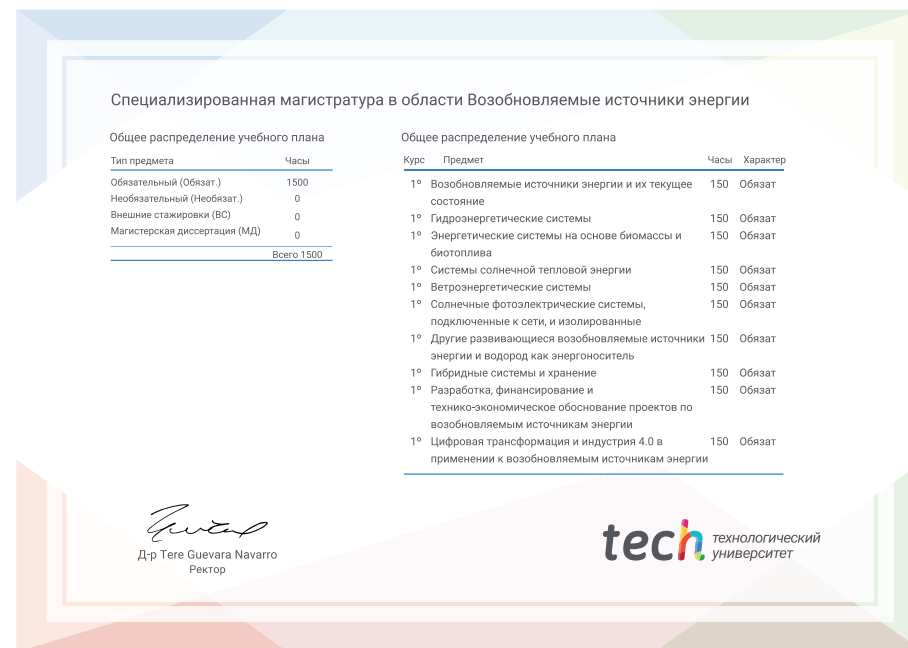 Специализированная магистратура в области Возобновляемые источники энергии
Общее распределение учебного плана
Тип предмета Часы
Обязательный (Обязат.) 1500
Необязательный (Необязат.) 0
Внешние стажировки (ВС) 0
Магистерская диссертация (МД) 0
Всего 1500
Общее распределение учебного плана
Курс Предмет Часы Характер
1º Возобновляемые источники энергии и их текущее 150 Обязат
состояние
1º Гидроэнергетические системы 150 Обязат
1º Энергетические системы на основе биомассы и 150 Обязат
биотоплива
1º Системы солнечной тепловой энергии 150 Обязат
1º Ветроэнергетические системы 150 Обязат
1º Солнечные фотоэлектрические системы, 150 Обязат
подключенные к сети, и изолированные
1º Другие развивающиеся возобновляемые источники 150 Обязат
энергии и водород как энергоноситель
1º Гибридные системы и хранение 150 Обязат
1º Разработка, финансирование и 150 Обязат
технико-экономическое обоснование проектов по
возобновляемым источникам энергии
1º Цифровая трансформация и индустрия 4.0 в 150 Обязат
применении к возобновляемым источникам энергии
Д-р Tere Guevara Navarro
Ректор
tech технологический
университет